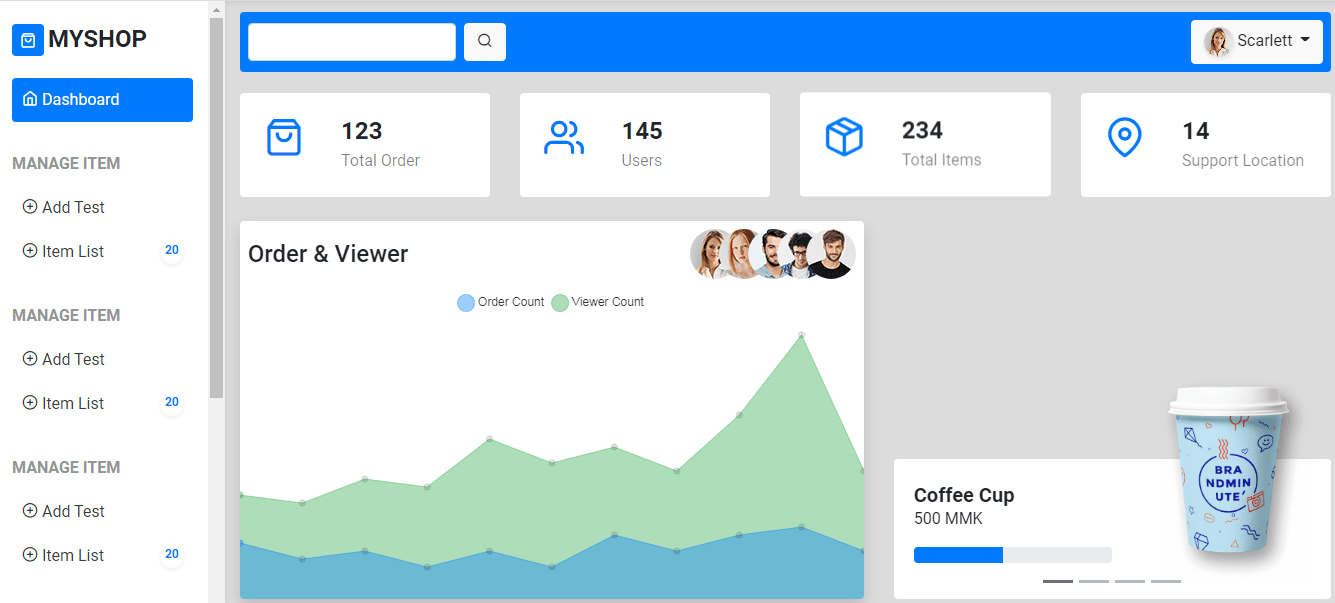 MYSHOP
Dashboard
MANAGE ITEM
Add Test
Item List 20
MANAGE ITEM
Add Test
Item List 20
MANAGE ITEM
Add Test
Item List 20
Scarlett
123
Total Order
145
Users
234
Total Items
14
Support Location
Order & Viewer
Order Count Viewer Count
Coffee Cup
500 MMK
BRA
NDMIN
UTE'